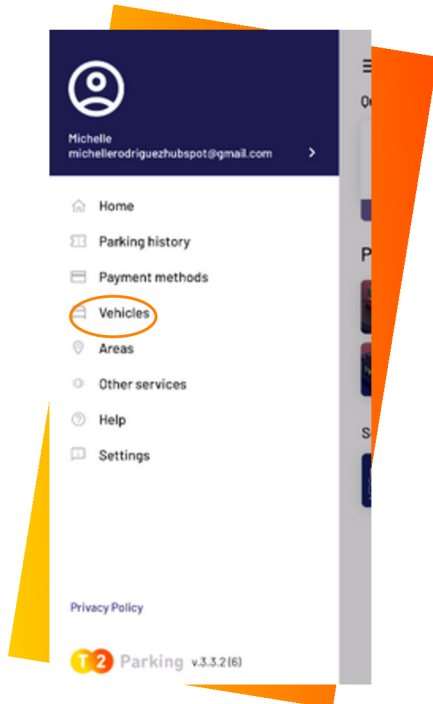 Michelle
michellerodriguezhubspot@gmail.com
Home
Parking history
Payment methods
Vehicles
Areas
Other services
Help
Settings
Privacy Policy
T2 Parking v.3.3.2(6)